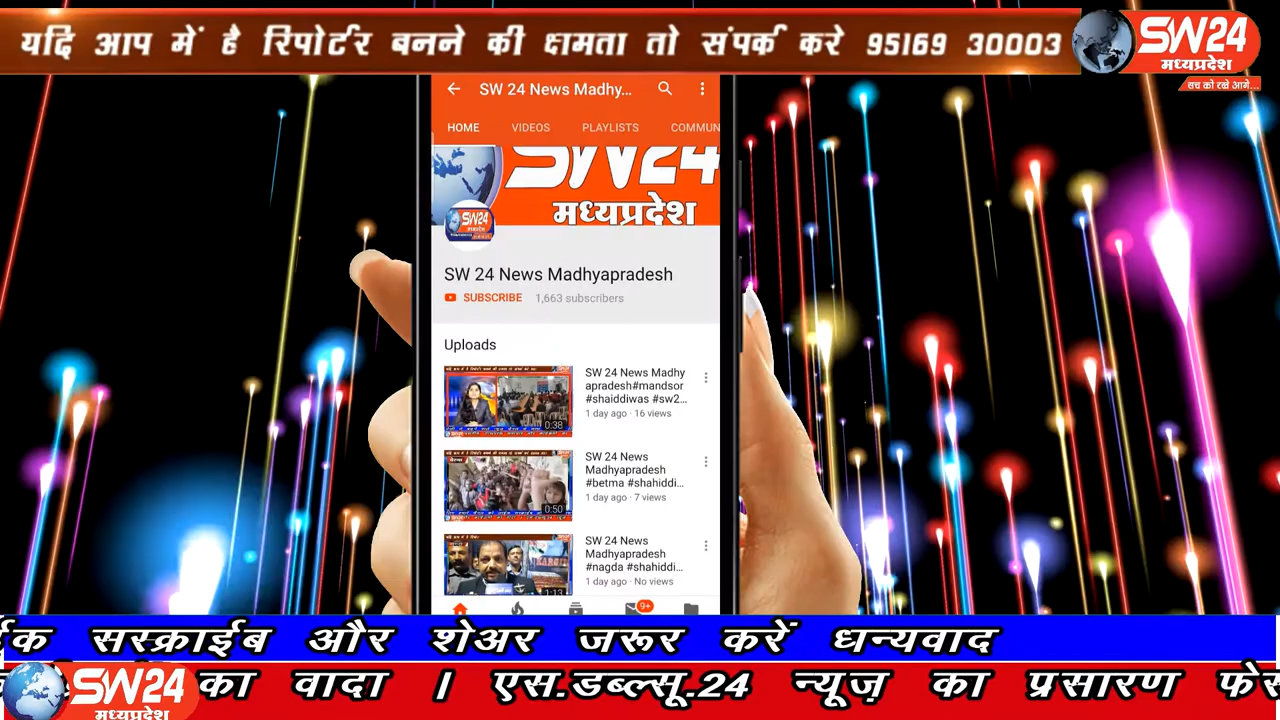 यदि आप में है रिपोर्टर बनने की क्षमता तो संपर्क करे 95169 30003
SW24
मध्यप्रदेश
सच को रखे आगे...
SW 24 News Madhy...
HOME VIDEOS PLAYLISTS COMMUN
SW24
मध्यप्रदेश
SW24
SW 24 News Madhyapradesh
SUBSCRIBE 1,663 subscribers
Uploads
SW 24 News Madhy
apradesh#mandsor
#shaiddiwas #sw2...
1 day ago · 16 views
0:38
SW 24 News
Madhyapradesh
#betma #shahiddi...
1 day ago · 7 views
0:50
SW 24 News
Madhyapradesh
#nagda #shahiddi...
1 day ago · No views
1:13
9+
सस्क्राईब और शेअर जरूर करें धन्यवाद
SW24
मध्यप्रदेश
का वादा । एस.डब्ल्सू.24 न्यूज़ का प्रसारण